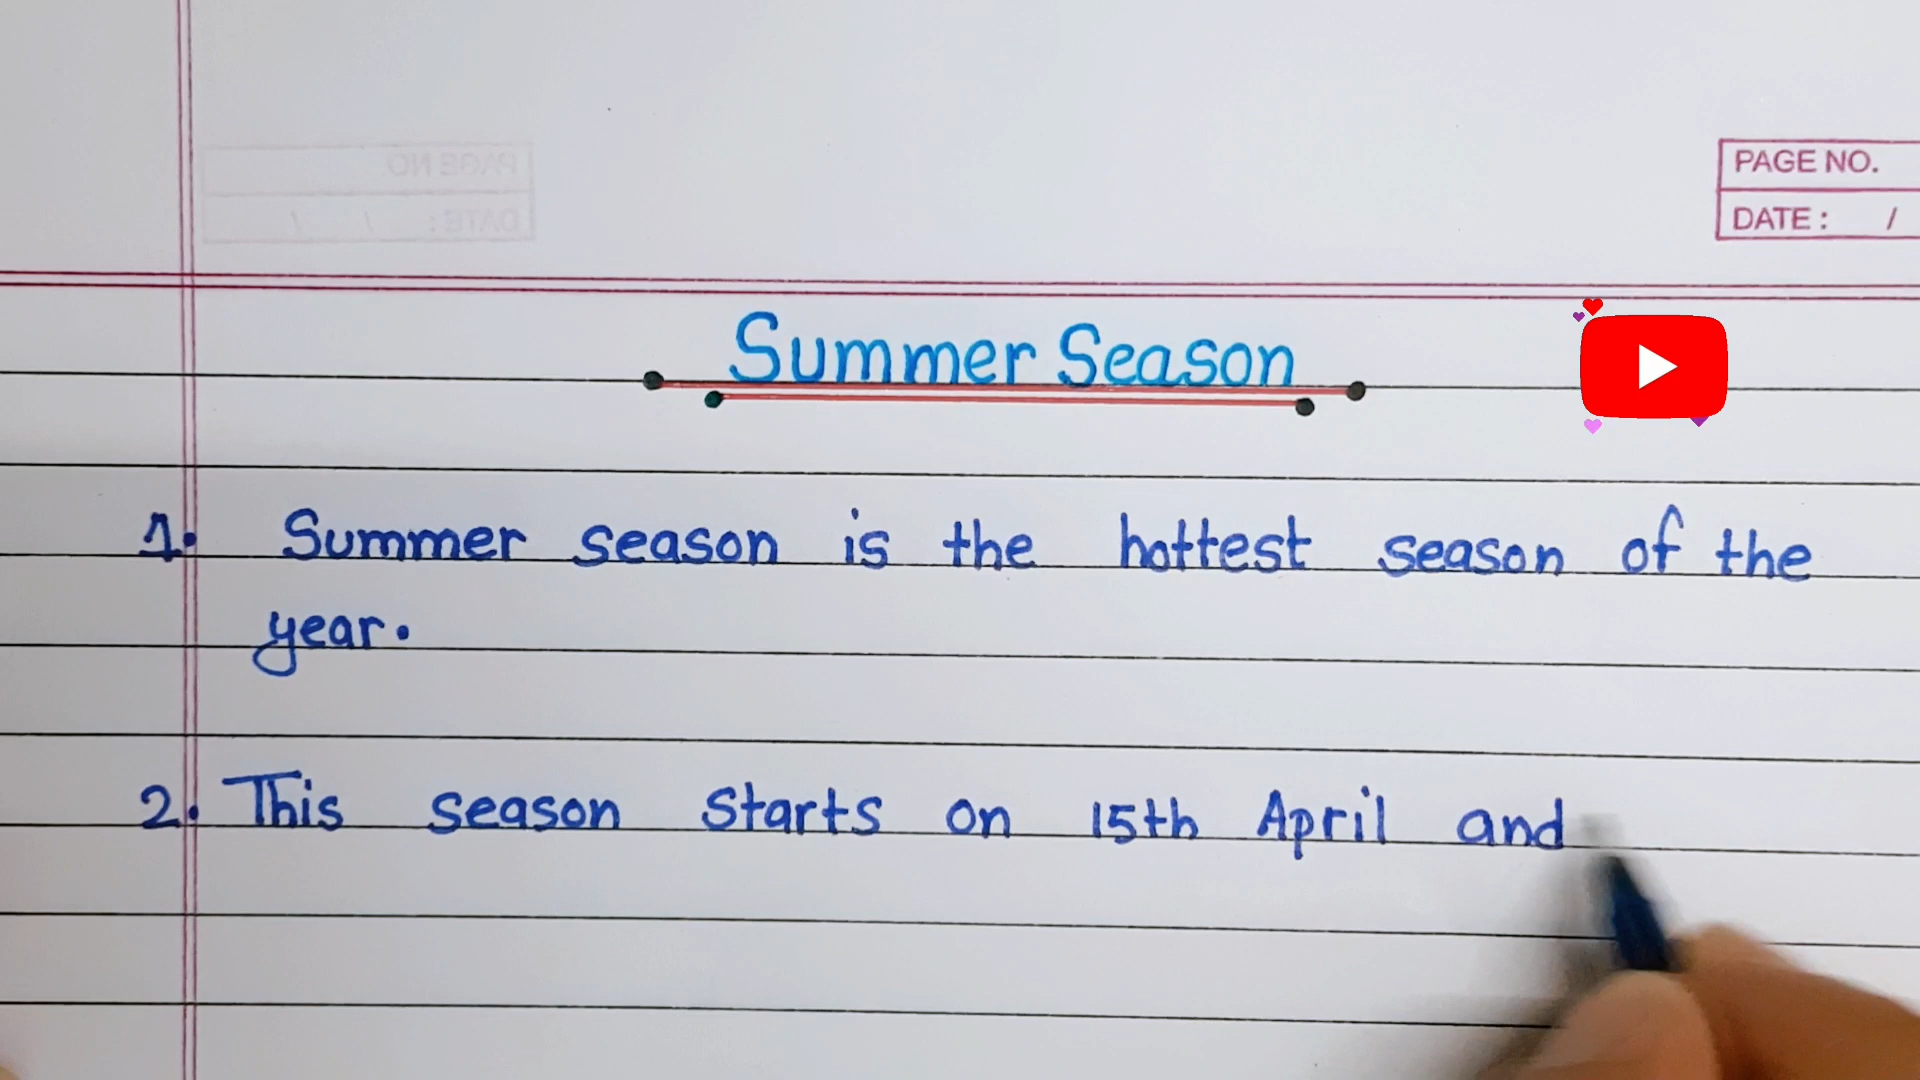 PAGE NO.
DATE : /
Summer Season
1. Summer season is the hottest season of the
year.
2. This season starts on 15th April and